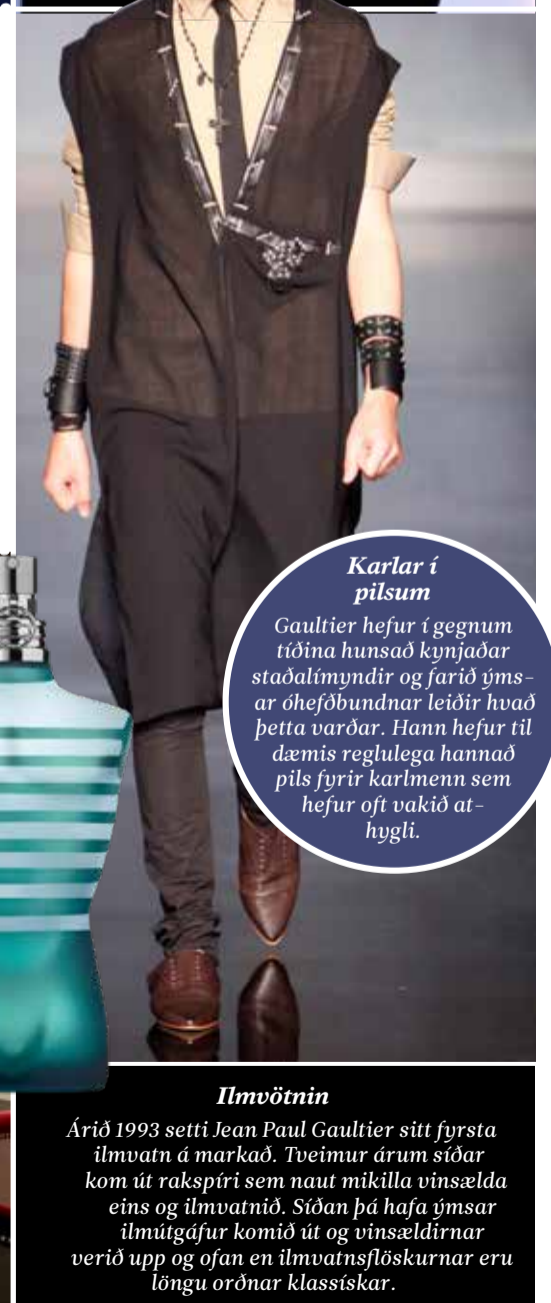 Karlar í
pilsum
Gaultier hefur í gegnum
tíðina hunsað kynjaðar
staðalímyndir og farið ýms-
ar óhefðbundnar leiðir hvað
þetta varðar. Hann hefur til
dæmis reglulega hannað
pils fyrir karlmenn sem
hefur oft vakið at-
hygli.
Ilmvötnin
Árið 1993 setti Jean Paul Gaultier sitt fyrsta
ilmvatn á markað. Tveimur árum síðar
kom út rakspíri sem naut mikilla vinsælda
eins og ilmvatnið. Síðan þá hafa ýmsar
ilmútgáfur komið út og vinsældirnar
verið upp og ofan en ilmvatnsflöskurnar eru
löngu orðnar klassískar.